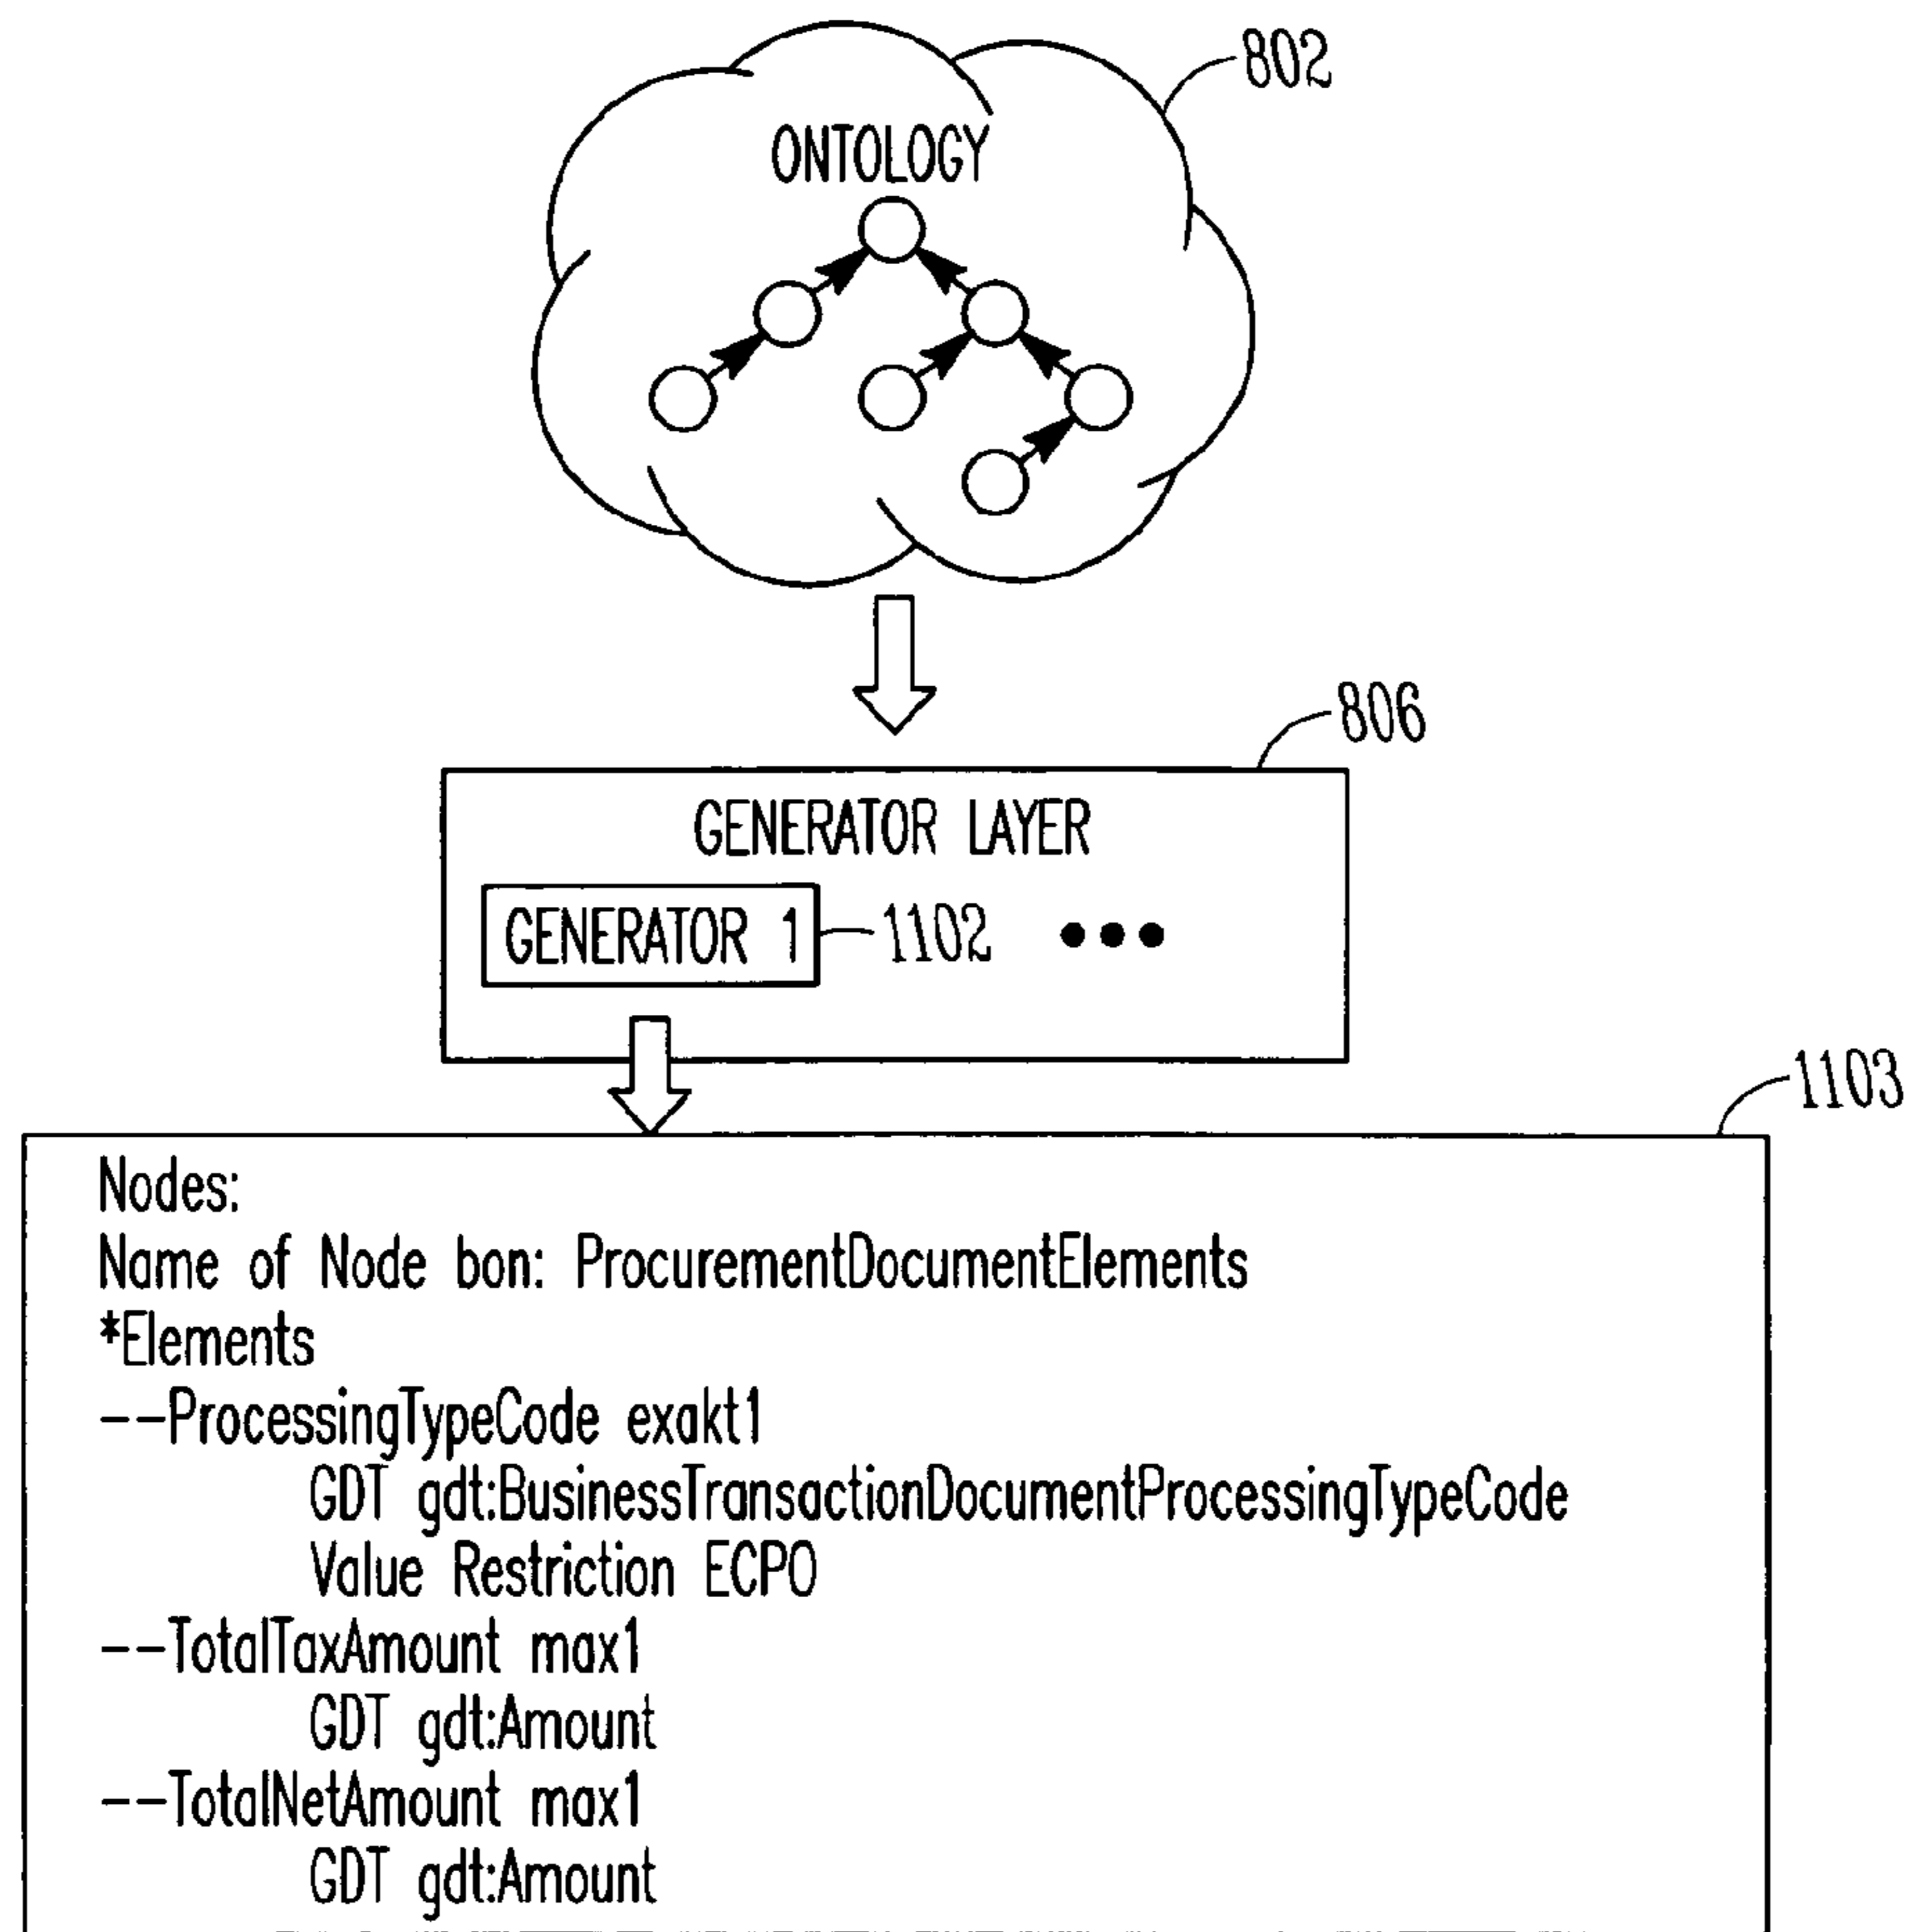 802
ONTOLOGY
806
GENERATOR LAYER
GENERATOR 1
1102
1103
Nodes:
Name of Node bon: ProcurementDocumentElements
*Elements
--ProcessingTypeCode exakt1
GDT gdt:BusinessTransactionDocumentProcessingTypeCode
Value Restriction ECPO
--TotalTaxAmount max1
GDT gdt:Amount
--TotalNetAmount max1
GDT gdt:Amount